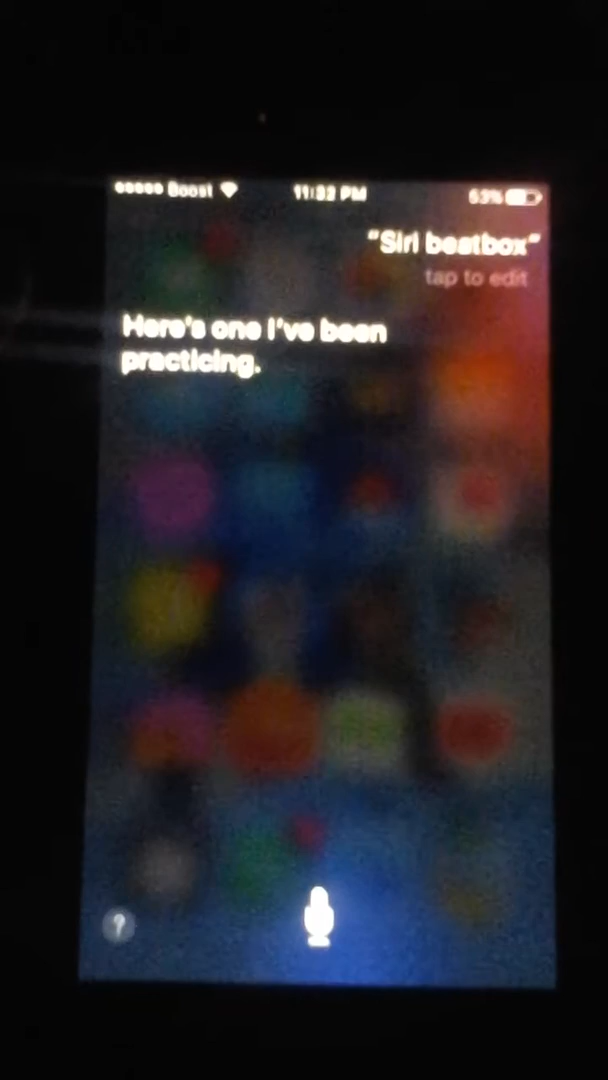 Boost 11:32 PM 53%
"Siri beatbox"
tap to edit
Here's one I've been
practicing.
?